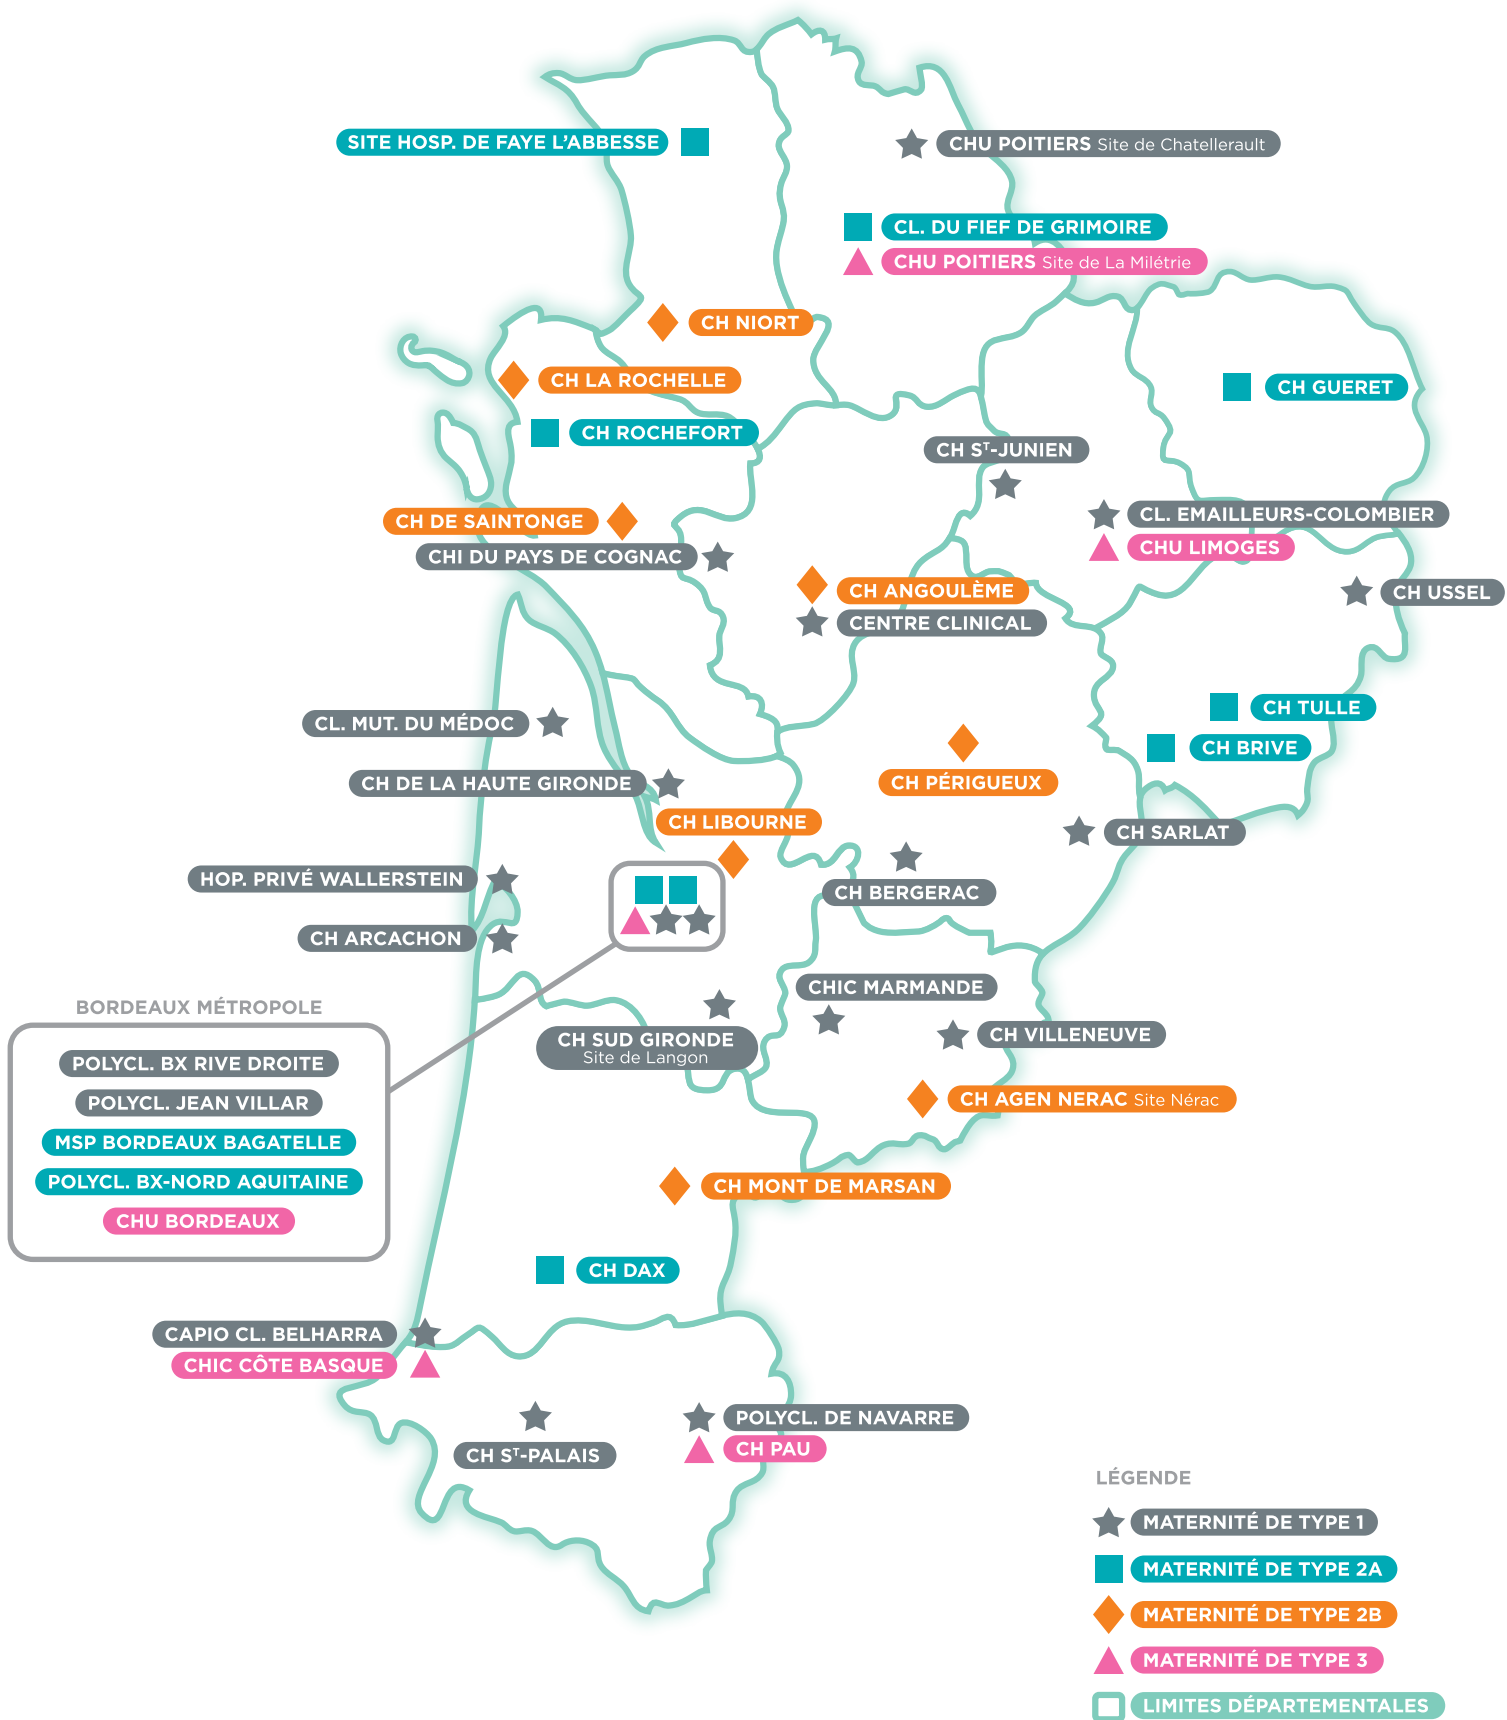 SITE HOSP. DE FAYE L'ABBESSE
CHU POITIERS Site de Chatellerault
CL. DU FIEF DE GRIMOIRE
CHU POITIERS Site de La Milétrie
CH NIORT
CH LA ROCHELLE
CH GUERET
CH ROCHEFORT
CH Sᵀ-JUNIEN
CL. EMAILLEURS-COLOMBIER
CH DE SAINTONGE
CHU LIMOGES
CHI DU PAYS DE COGNAC
CH ANGOULÈME
CH USSEL
CENTRE CLINICAL
CH TULLE
CL. MUT. DU MÉDOC
CH BRIVE
CH DE LA HAUTE GIRONDE
CH PÉRIGUEUX
CH LIBOURNE
CH SARLAT
HOP. PRIVÉ WALLERSTEIN
CH BERGERAC
CH ARCACHON
CHIC MARMANDE
BORDEAUX MÉTROPOLE
CH SUD GIRONDE
Site de Langon
CH VILLENEUVE
POLYCL. BX RIVE DROITE
POLYCL. JEAN VILLAR
MSP BORDEAUX BAGATELLE
POLYCL. BX-NORD AQUITAINE
CHU BORDEAUX
CH AGEN NERAC Site Nérac
CH MONT DE MARSAN
CH DAX
CAPIO CL. BELHARRA
CHIC CÔTE BASQUE
POLYCL. DE NAVARRE
CH Sᵀ-PALAIS
CH PAU
LÉGENDE
MATERNITÉ DE TYPE 1
MATERNITÉ DE TYPE 2A
MATERNITÉ DE TYPE 2B
MATERNITÉ DE TYPE 3
LIMITES DÉPARTEMENTALES